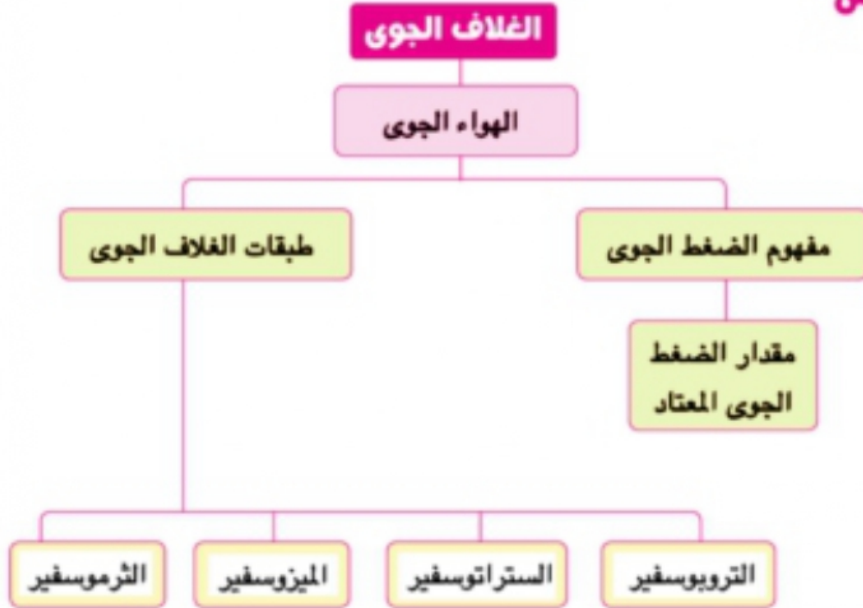 الغلاف الجوى
الهواء الجوى
مفهوم الضغط الجوى
طبقات الغلاف الجوى
مقدار الضغط
الجوى المعتاد
التروبوسفير
الستراتوسفير
الميزوسفير
الثرموسفير